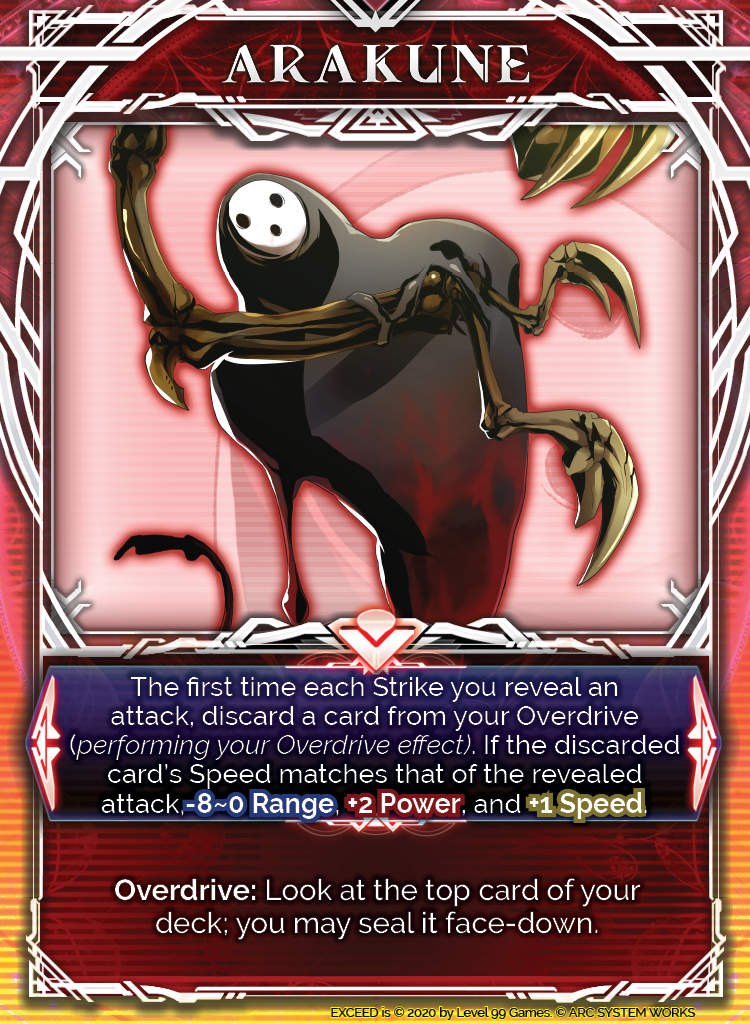 ARAKUNE
The first time each Strike you reveal an
attack, discard a card from your Overdrive
(performing your Overdrive effect). If the discarded
card's Speed matches that of the revealed
attack,-8~0 Range, +2 Power, and +1 Speed.
Overdrive: Look at the top card of your
deck; you may seal it face-down.
EXCEED is © 2020 by Level 99 Games. © ARC SYSTEM WORKS